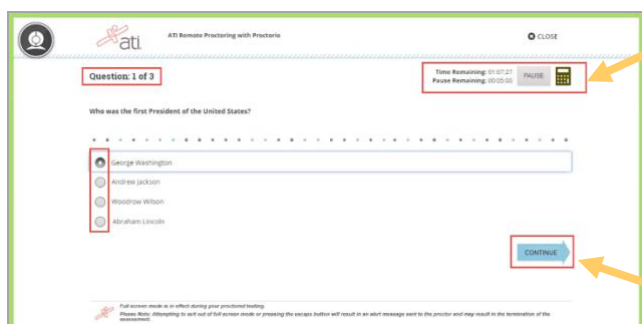 ati
ATI Remote Proctoring with Proctorio
CLOSE
Question: 1 of 3
Time Remaining: 01:07:27
Pause Remaining: 00:05:00
PAUSE
Who was the first President of the United States?
George Washington
Andrew Jackson
Woodrow Wilson
Abraham Lincoln
CONTINUE
Full screen mode is in effect during your proctored testing.
Please Note: Attempting to exit out of full screen mode or pressing the escape button will result in an alert message sent to the proctor and may result in the termination of the
assessment.